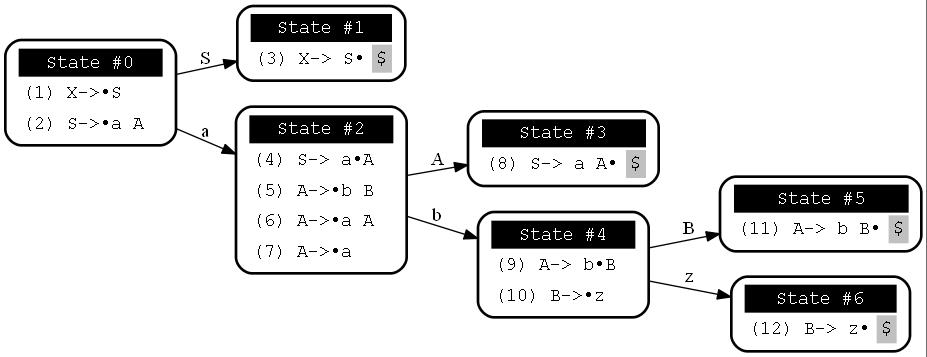 State #0
(1) X->•S
(2) S->•a A
S
a
State #1
(3) X-> S• $
State #2
(4) S-> a•A
(5) A->•b B
(6) A->•a A
(7) A->•a
A
b
State #3
(8) S-> a A• $
State #4
(9) A-> b•B
(10) B->•z
B
z
State #5
(11) A-> b B• $
State #6
(12) B-> z• $